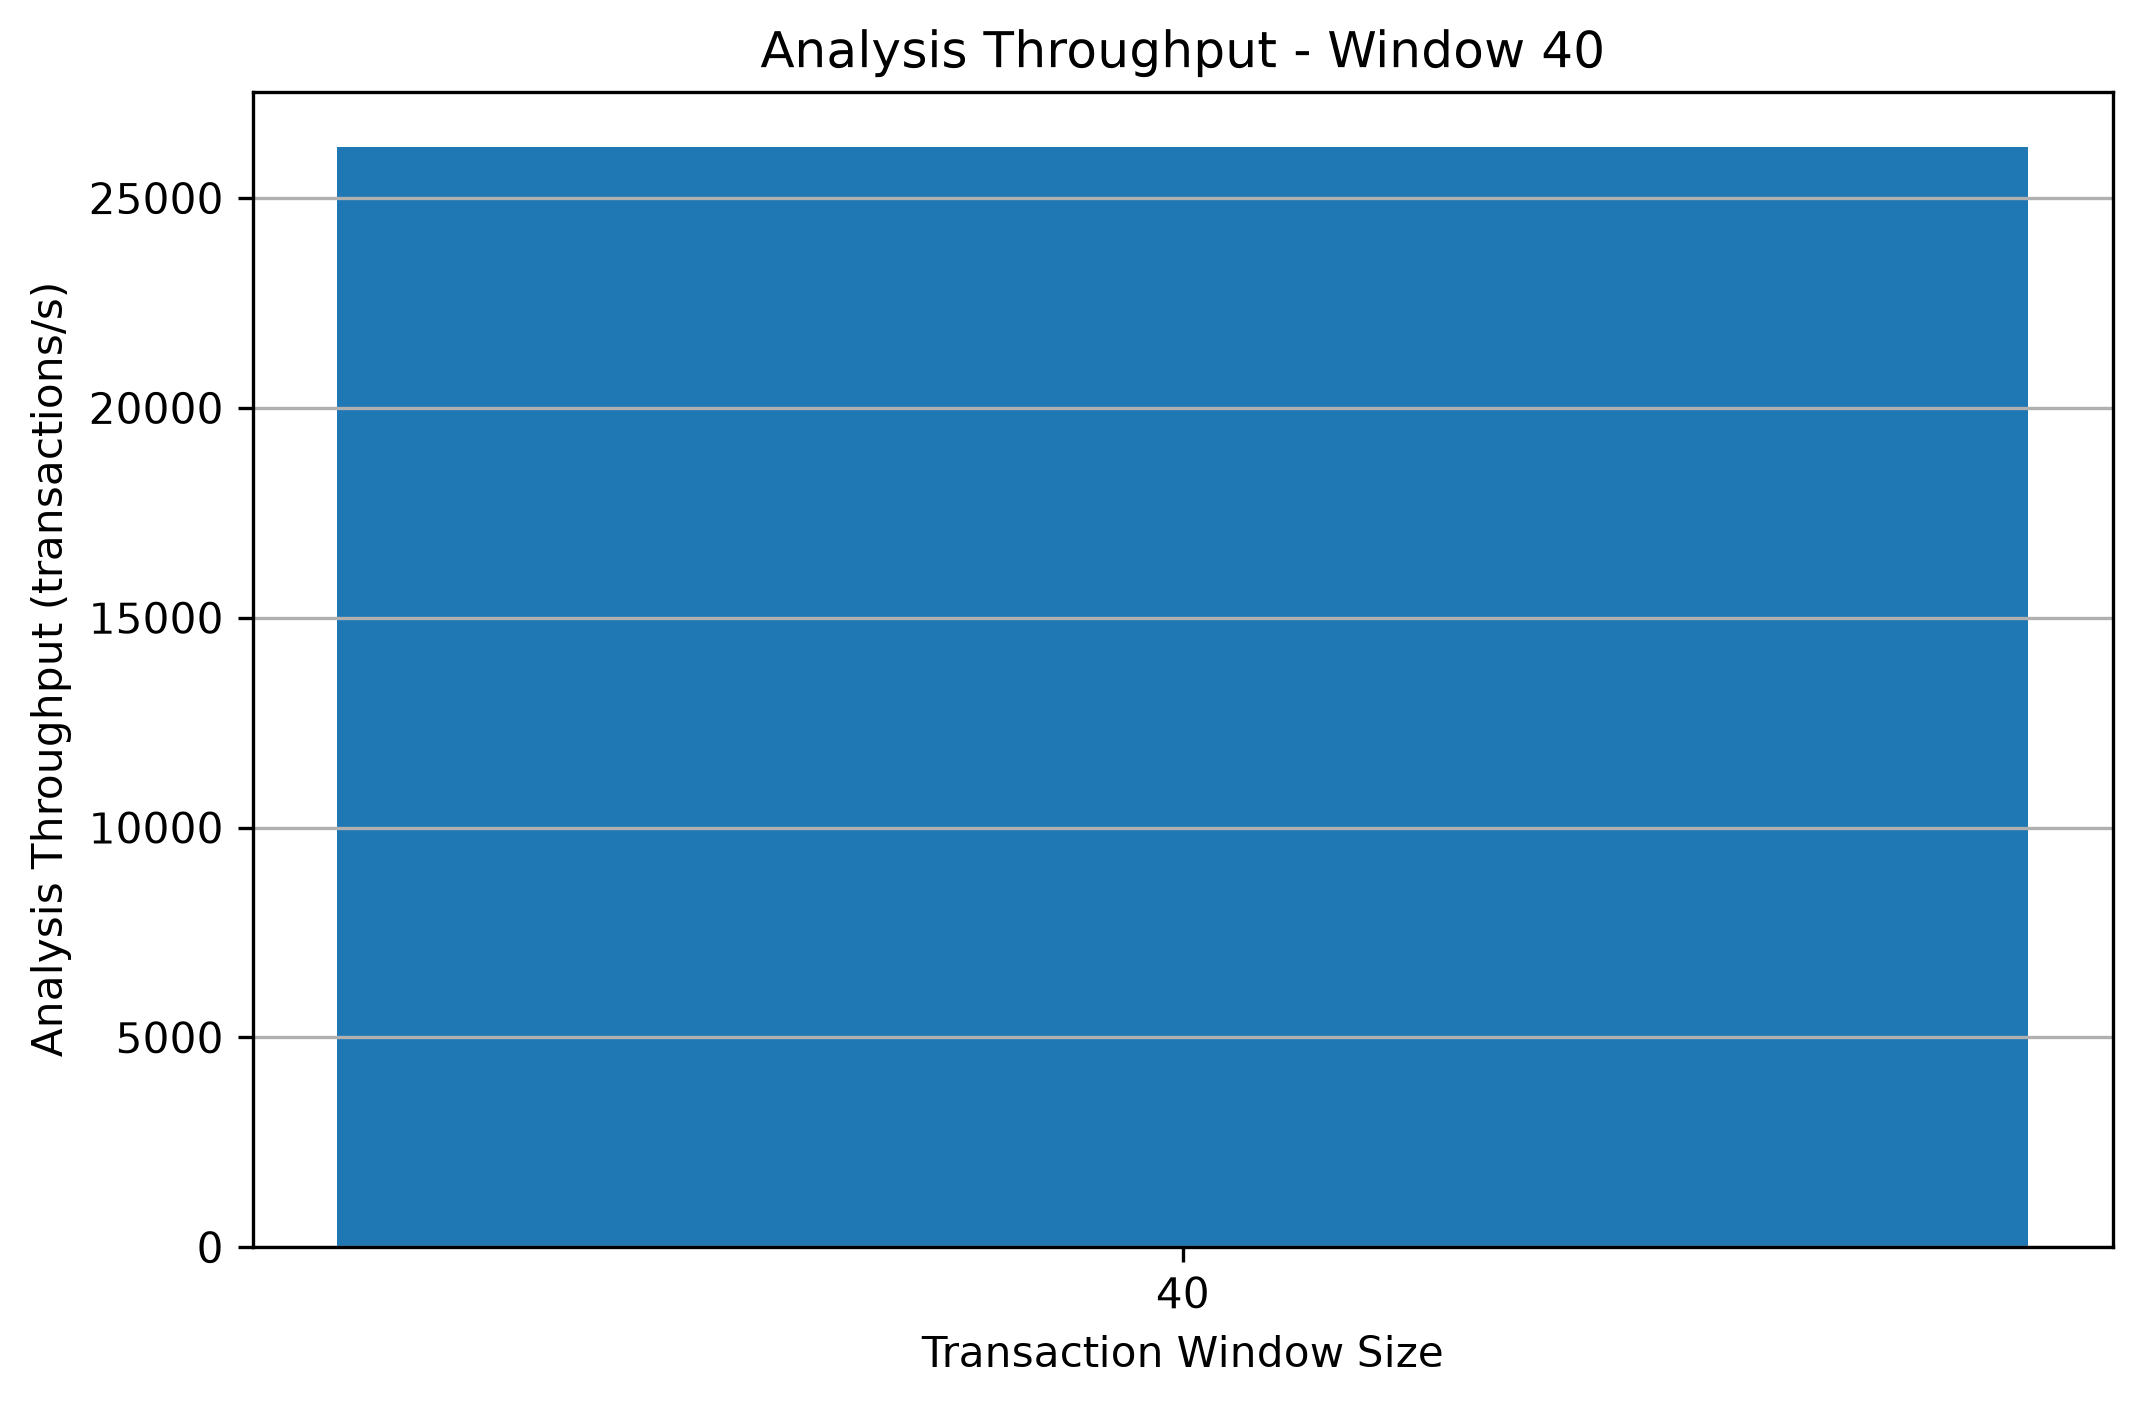 Analysis Throughput - Window 40
Analysis Throughput (transactions/s)
25000
20000
15000
10000
5000
0
40
Transaction Window Size